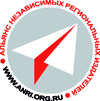 АЛЬЯНС НЕЗАВИСИМЫХ РЕГИОНАЛЬНЫХ ИЗДАТЕЛЕЙ
WWW.ANRI.ORG.RU